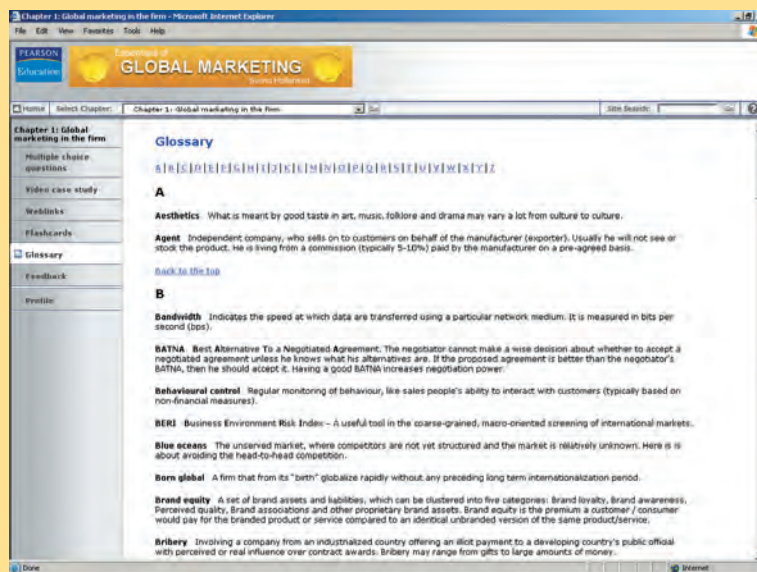 Chapter 1: Global marketing in the firm - Microsoft Internet Explorer
File Edit View Favorites Tools Help
PEARSON
Education
Essentials of
GLOBAL MARKETING
Svend Hollensen
Home Select Chapter: Chapter 1: Global marketing in the firm Go Site Search: Go
Chapter 1: Global
marketing in the firm
Multiple choice
questions
Video case study
Weblinks
Flashcards
Glossary
Feedback
Profile
Glossary
A|B|C|D|E|F|G|H|I|J|K|L|M|N|O|P|Q|R|S|T|U|V|W|X|Y|Z
A
Aesthetics What is meant by good taste in art, music, folklore and drama may vary a lot from culture to culture.
Agent Independent company, who sells on to customers on behalf of the manufacturer (exporter). Usually he will not see or
stock the product. He is living from a commission (typically 5-10%) paid by the manufacturer on a pre-agreed basis.
Back to the top
B
Bandwidth Indicates the speed at which data are transferred using a particular network medium. It is measured in bits per
second (bps).
BATNA Best Alternative To a Negotiated Agreement. The negotiator cannot make a wise decision about whether to accept a
negotiated agreement unless he knows what his alternatives are. If the proposed agreement is better than the negotiator's
BATNA, then he should accept it. Having a good BATNA increases negotiation power.
Behavioural control Regular monitoring of behaviour, like sales people's ability to interact with customers (typically based on
non-financial measures).
BERI Business Environment Risk Index – A useful tool in the coarse-grained, macro-oriented screening of international markets.
Blue oceans The unserved market, where competitors are not yet structured and the market is relatively unknown. Here is is
about avoiding the head-to-head competition.
Born global A firm that from its "birth" globalize rapidly without any preceding long term internationalization period.
Brand equity A set of brand assets and liabilities, which can be clustered into five categories: Brand loyalty, Brand awareness,
Perceived quality, Brand associations and other proprietary brand assets. Brand equity is the premium a customer / consumer
would pay for the branded product or service compared to an identical unbranded version of the same product/service.
Bribery Involving a company from an industrialized country offering an illicit payment to a developing country's public official
with perceived or real influence over contract awards. Bribery may range from gifts to large amounts of money.
Done Internet